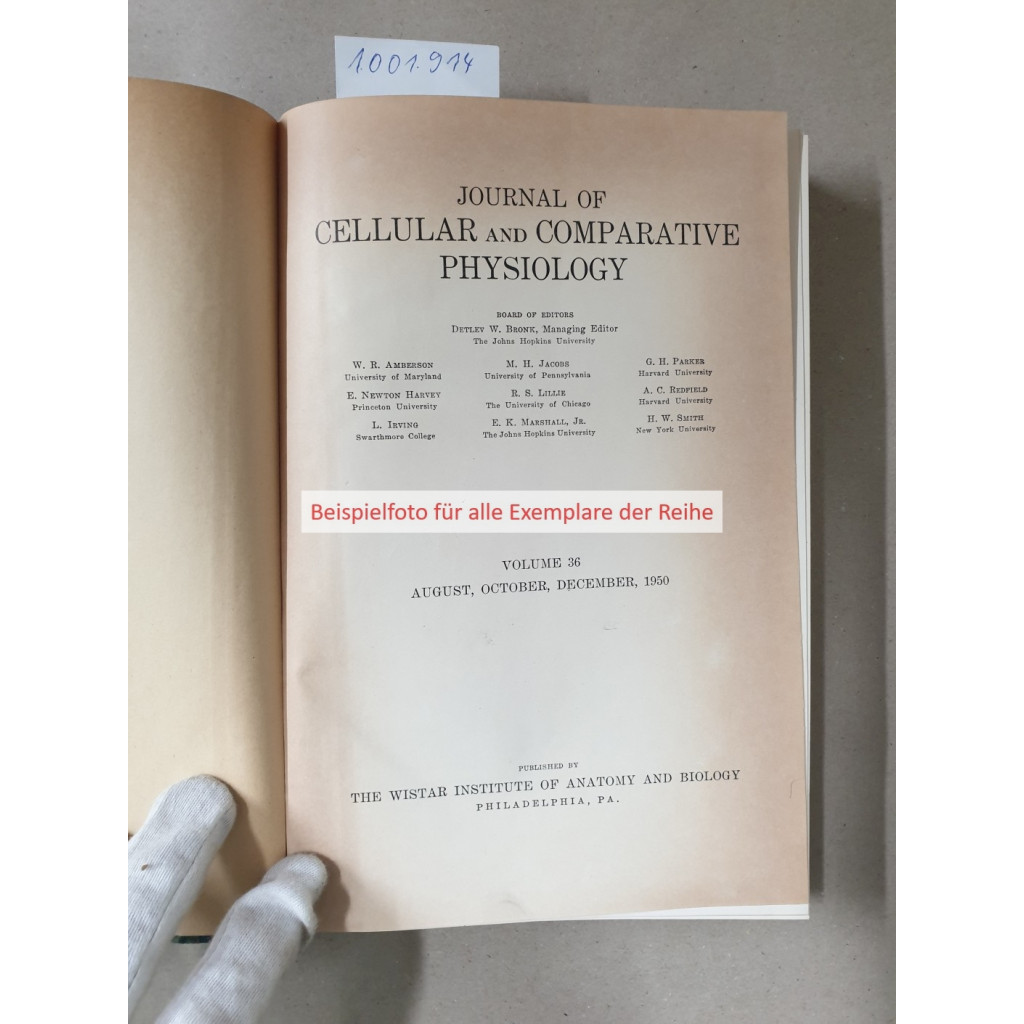 1001.914
JOURNAL OF
CELLULAR AND COMPARATIVE
PHYSIOLOGY
BOARD OF EDITORS
DETLEV W. BRONK, Managing Editor
The Johns Hopkins University
W. R. AMBERSON
University of Maryland
E. NEWTON HARVEY
Princeton University
L. IRVING
Swarthmore College
M. H. JACOBS
University of Pennsylvania
R. S. LILLIE
The University of Chicago
E. K. MARSHALL, JR.
The Johns Hopkins University
G. H. PARKER
Harvard University
A. C. REDFIELD
Harvard University
H. W. SMITH
New York University
Beispielfoto für alle Exemplare der Reihe
VOLUME 36
AUGUST, OCTOBER, DECEMBER, 1950
PUBLISHED BY
THE WISTAR INSTITUTE OF ANATOMY AND BIOLOGY
PHILADELPHIA, PA.